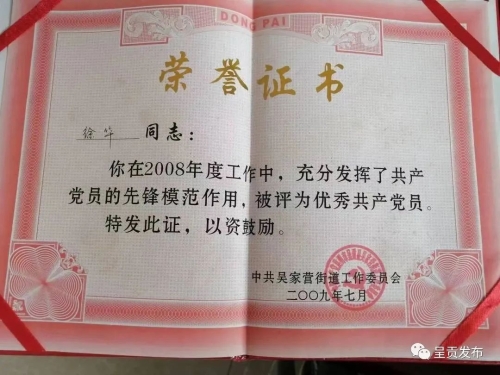 DONG PAI
荣誉证书
徐华 同志：
你在2008年度工作中，充分发挥了共产
党员的先锋模范作用，被评为优秀共产党员。
特发此证，以资鼓励。
中共吴家营街道工作委员会
二〇〇九年七月
呈贡发布